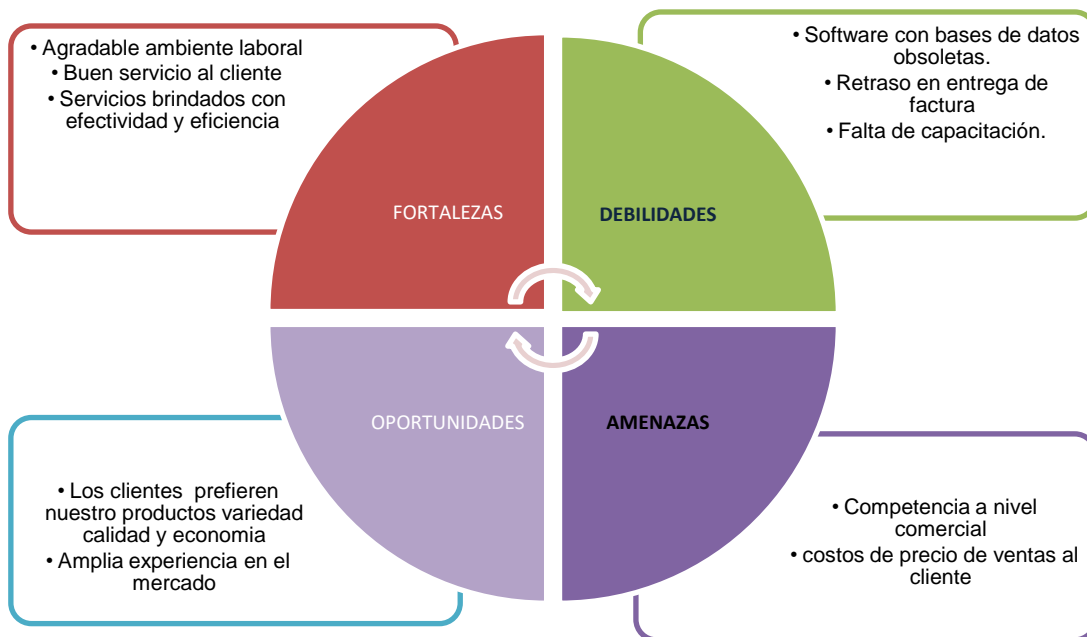 • Agradable ambiente laboral
• Buen servicio al cliente
• Servicios brindados con
efectividad y eficiencia
• Software con bases de datos
obsoletas.
• Retraso en entrega de
factura
• Falta de capacitación.
FORTALEZAS
DEBILIDADES
OPORTUNIDADES
AMENAZAS
• Los clientes prefieren
nuestro productos variedad
calidad y economia
• Amplia experiencia en el
mercado
• Competencia a nivel
comercial
• costos de precio de ventas al
cliente